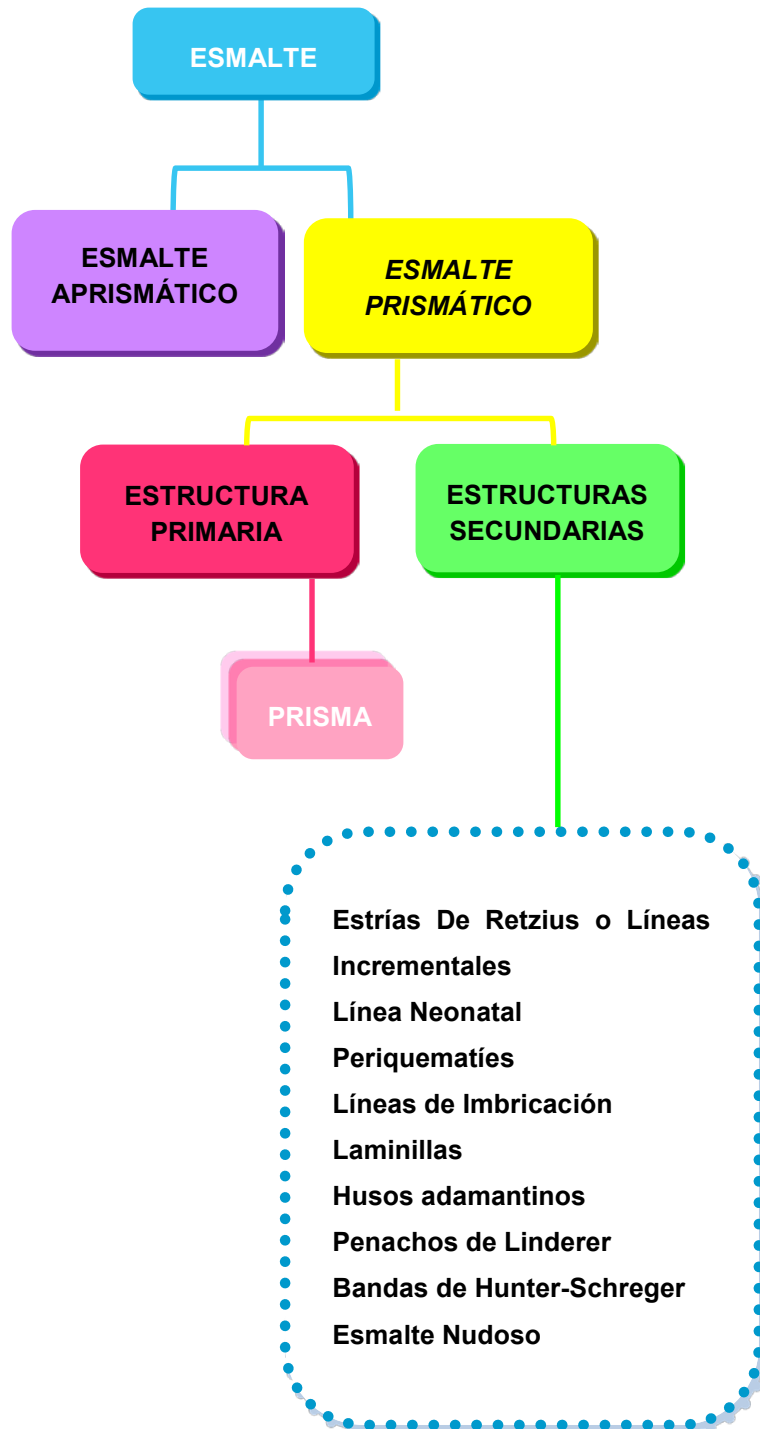 ESMALTE
ESMALTE
APRISMÁTICO
ESMALTE
PRISMÁTICO
ESTRUCTURA
PRIMARIA
ESTRUCTURAS
SECUNDARIAS
PRISMA
Estrías De Retzius o Líneas
Incrementales
Línea Neonatal
Periquematíes
Líneas de Imbricación
Laminillas
Husos adamantinos
Penachos de Linderer
Bandas de Hunter-Schreger
Esmalte Nudoso